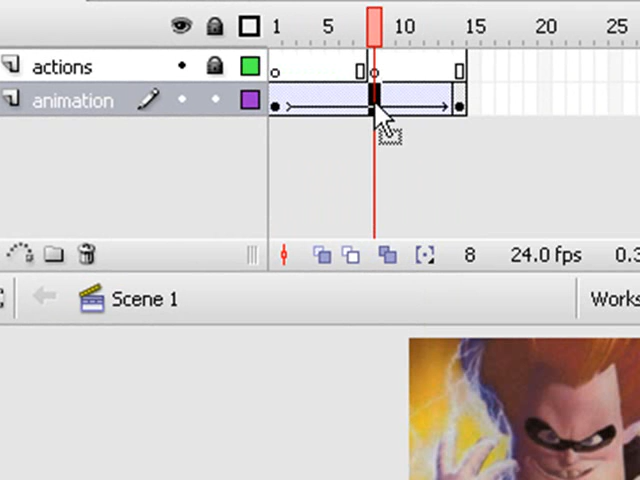 1 5 10 15 20 25
actions
animation
8 24.0 fps 0.3
Scene 1
Works